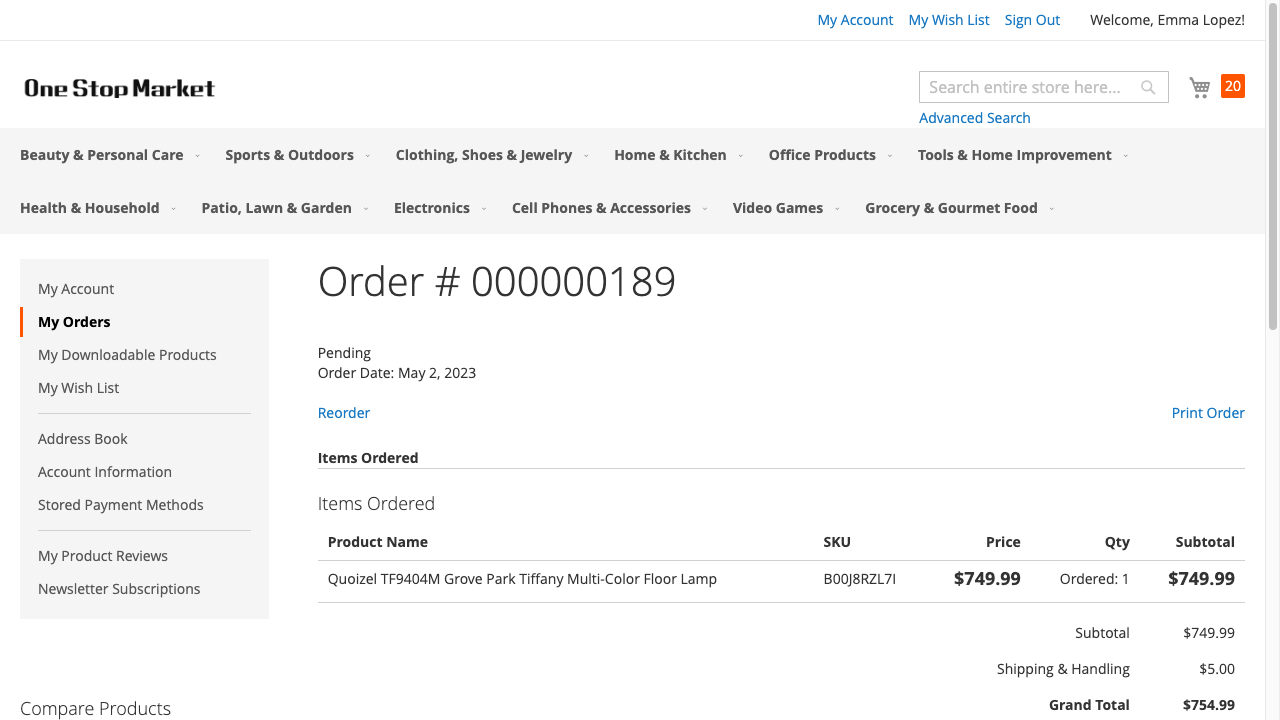 My Account My Wish List Sign Out Welcome, Emma Lopez!
One Stop Market
Search entire store here... 20
Advanced Search
Beauty & Personal Care Sports & Outdoors Clothing, Shoes & Jewelry Home & Kitchen Office Products Tools & Home Improvement
Health & Household Patio, Lawn & Garden Electronics Cell Phones & Accessories Video Games Grocery & Gourmet Food
My Account
My Orders
My Downloadable Products
My Wish List
Address Book
Account Information
Stored Payment Methods
My Product Reviews
Newsletter Subscriptions
Compare Products
Order # 000000189
Pending
Order Date: May 2, 2023
Reorder Print Order
Items Ordered
Items Ordered
Product Name SKU Price Qty Subtotal
Quoizel TF9404M Grove Park Tiffany Multi-Color Floor Lamp B00J8RZL7I $749.99 Ordered: 1 $749.99
Subtotal $749.99
Shipping & Handling $5.00
Grand Total $754.99